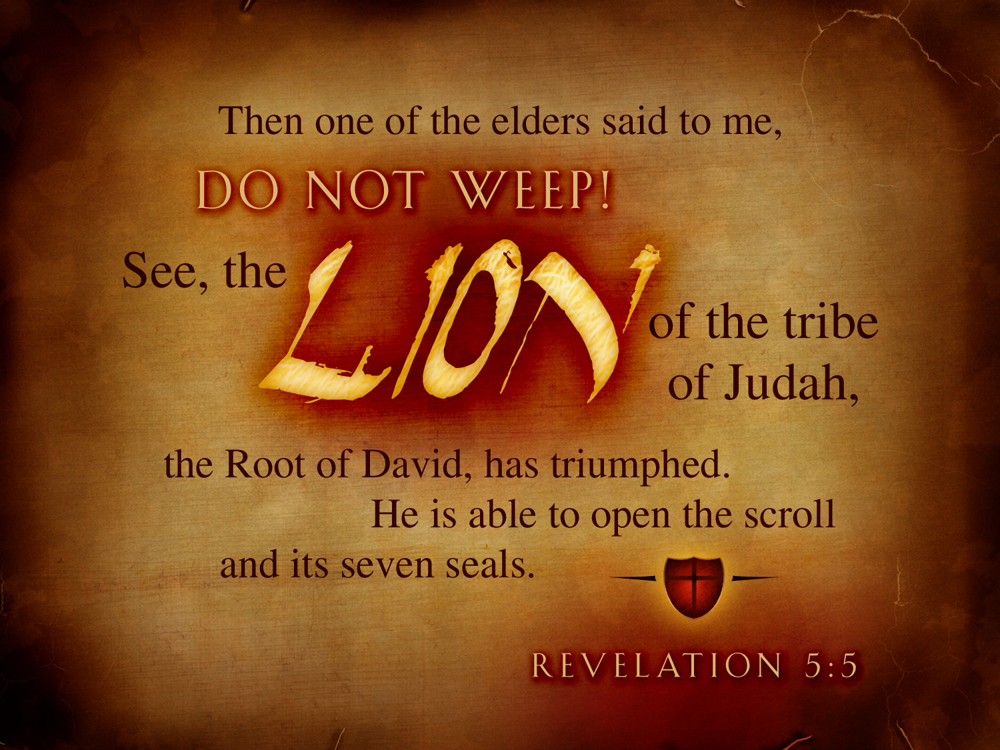 Then one of the elders said to me,
DO NOT WEEP!
See, the LION
of the tribe
of Judah,
the Root of David, has triumphed.
He is able to open the scroll
and its seven seals.
REVELATION 5:5